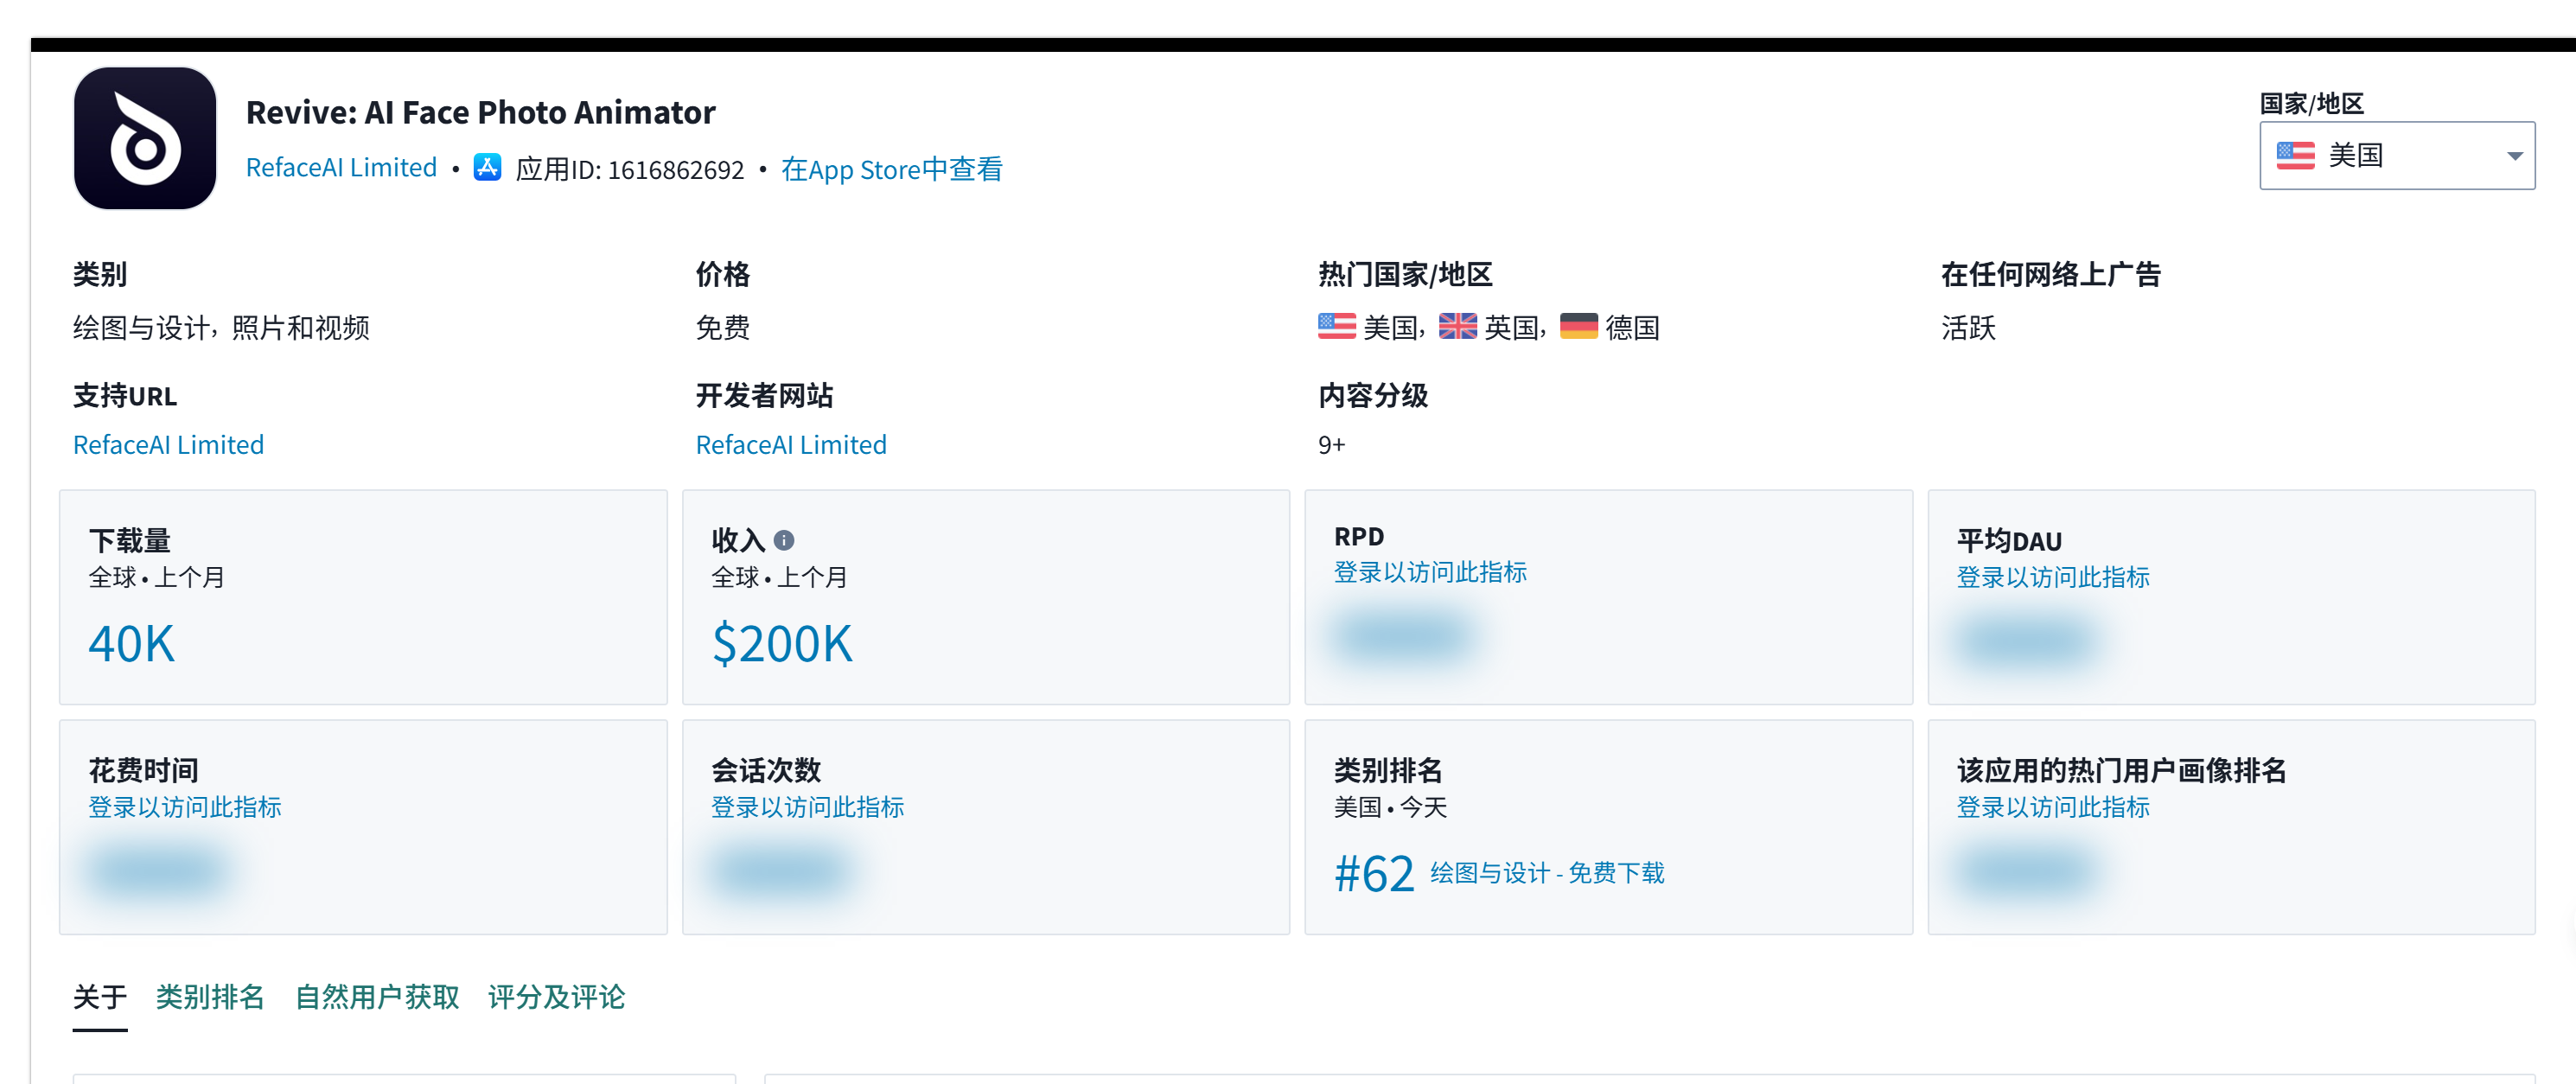 Revive: AI Face Photo Animator
RefaceAI Limited • 应用ID: 1616862692 • 在App Store中查看
国家/地区
美国
类别
绘图与设计，照片和视频
价格
免费
热门国家/地区
美国， 英国， 德国
在任何网络上广告
活跃
支持URL
RefaceAI Limited
开发者网站
RefaceAI Limited
内容分级
9+
下载量
全球 • 上个月
40K
收入
全球 • 上个月
$200K
RPD
登录以访问此指标
平均DAU
登录以访问此指标
花费时间
登录以访问此指标
会话次数
登录以访问此指标
类别排名
美国 • 今天
#62 绘图与设计 - 免费下载
该应用的热门用户画像排名
登录以访问此指标
关于 类别排名 自然用户获取 评分及评论